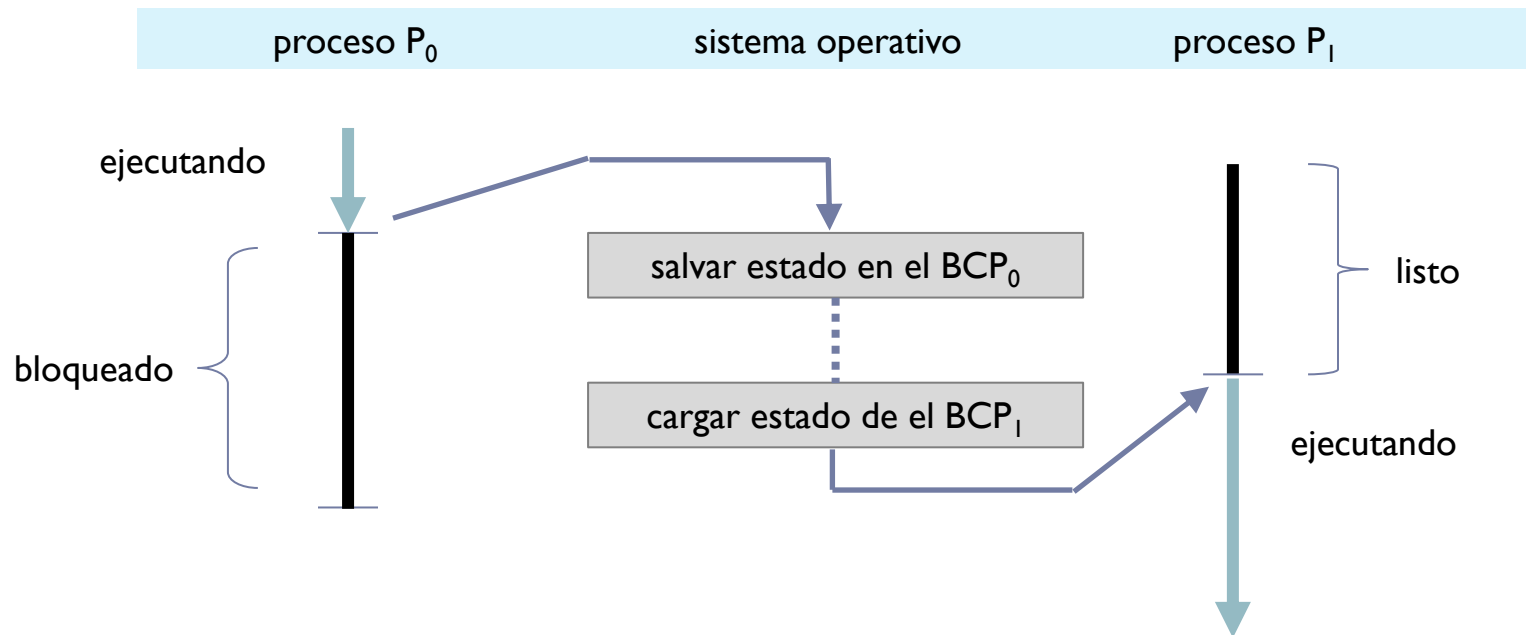 proceso P₀ sistema operativo proceso P₁
ejecutando
salvar estado en el BCP₀
listo
bloqueado
cargar estado de el BCP₁
ejecutando